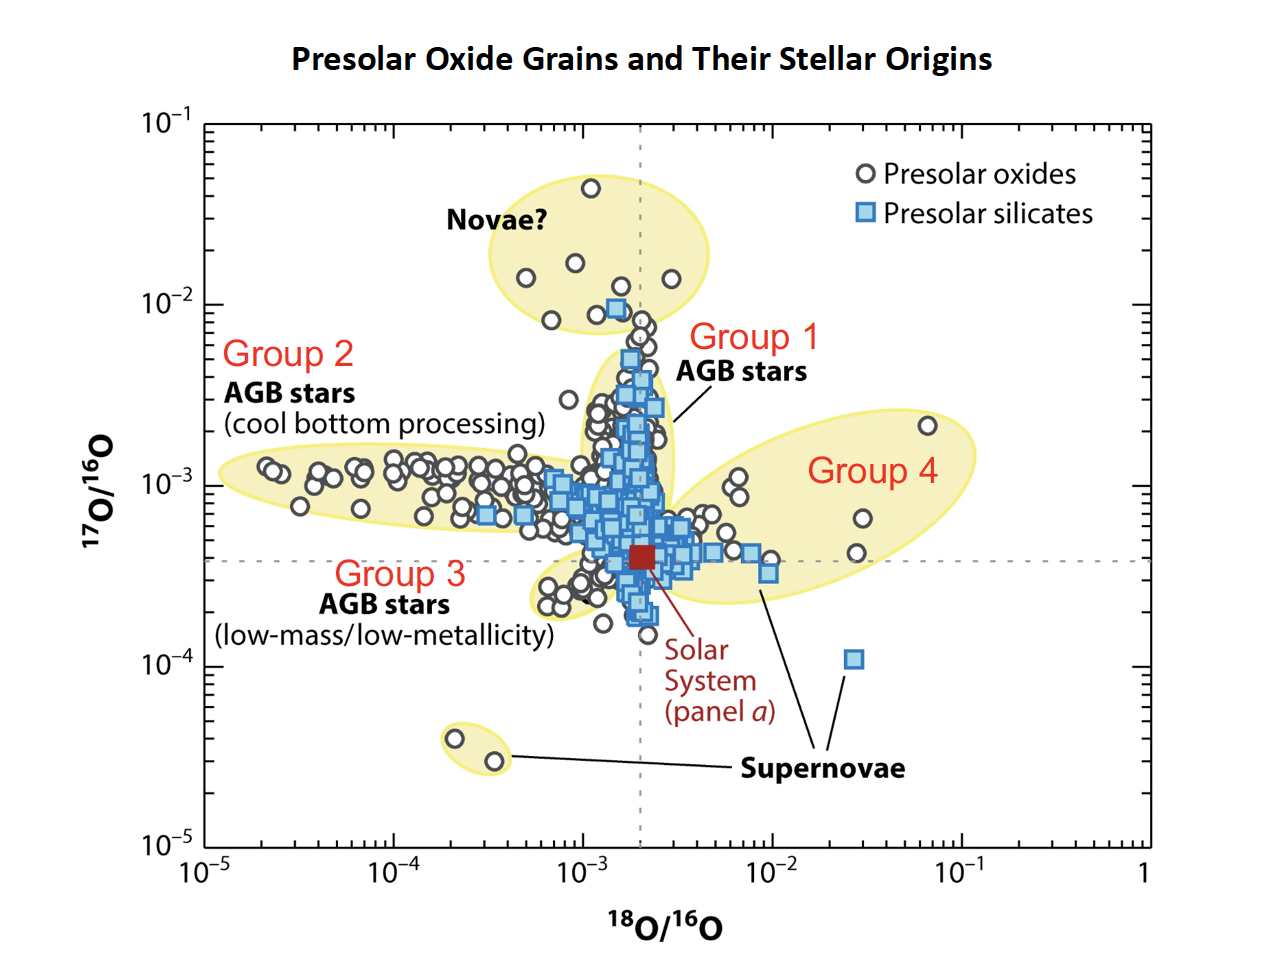 Presolar Oxide Grains and Their Stellar Origins
10⁻¹
10⁻²
10⁻³
10⁻⁴
10⁻⁵
¹⁷O/¹⁶O
Presolar oxides
Presolar silicates
Novae?
Group 1
AGB stars
Group 2
AGB stars
(cool bottom processing)
Group 4
Group 3
AGB stars
(low-mass/low-metallicity)
Solar
System
(panel a)
Supernovae
10⁻⁵
10⁻⁴
10⁻³
10⁻²
10⁻¹
1
¹⁸O/¹⁶O